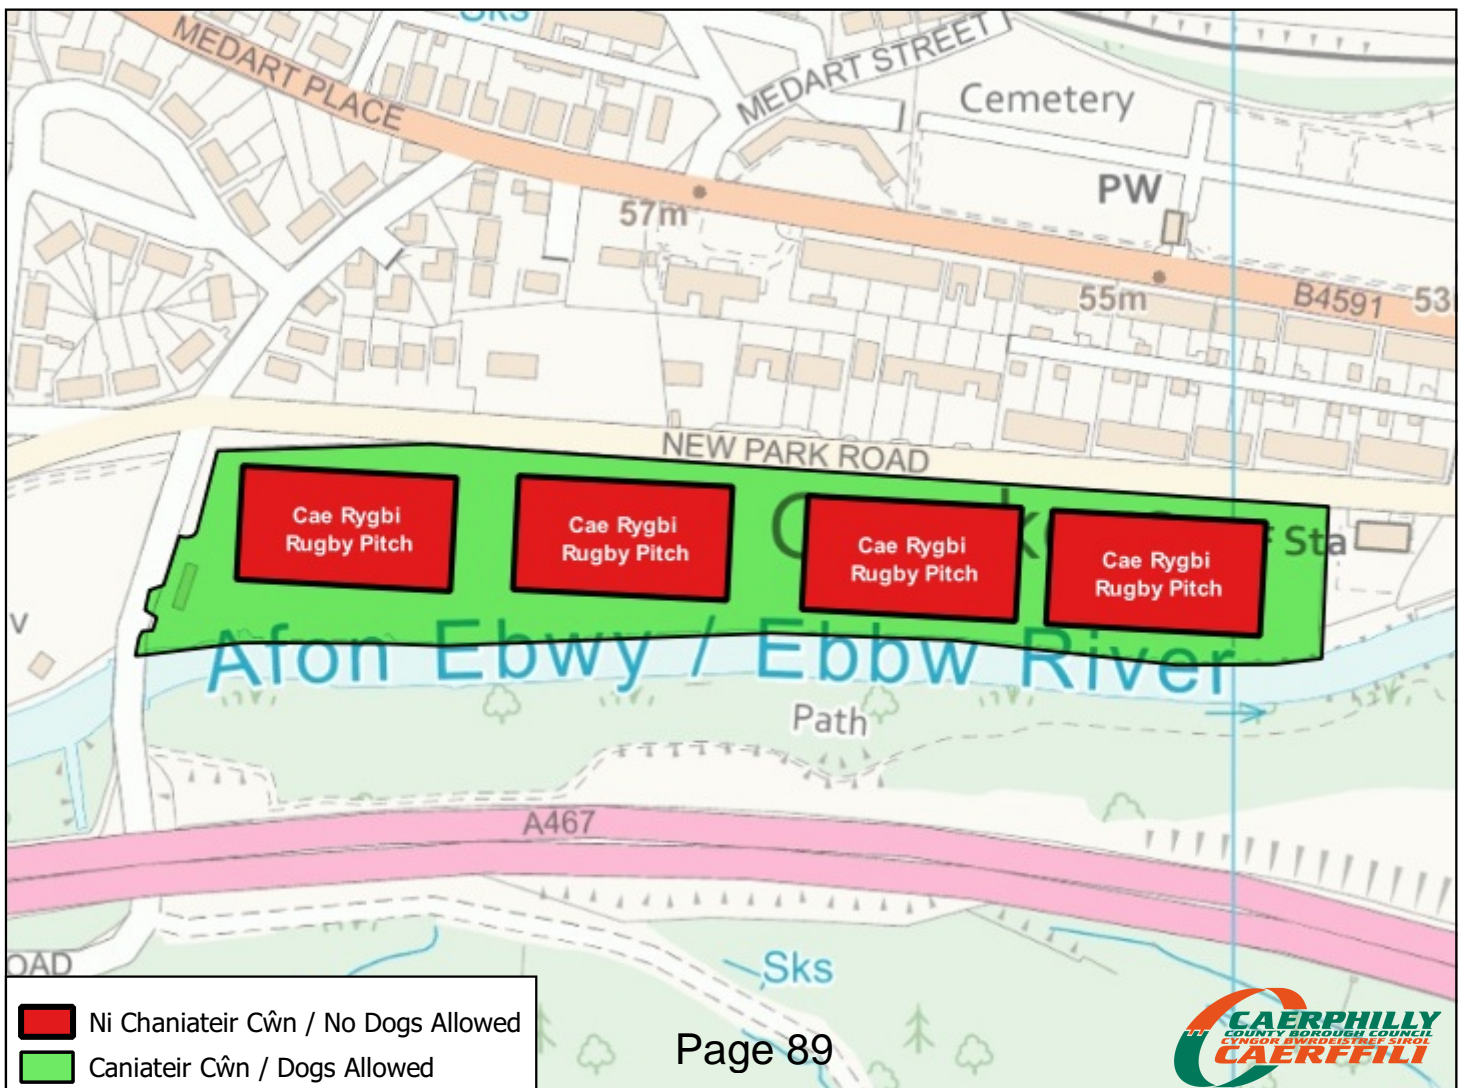 Sks
MEDART PLACE
MEDART STREET
Cemetery
PW
57m
55m
B4591
53
NEW PARK ROAD
Cae Rygbi
Rugby Pitch
Cae Rygbi
Rugby Pitch
Cae Rygbi
Rugby Pitch
Cae Rygbi
Rugby Pitch
Sta
Afon Ebwy / Ebbw River
Path
A467
OAD
Sks
Ni Chaniateir Cŵn / No Dogs Allowed
Caniateir Cŵn / Dogs Allowed
Page 89
CAERPHILLY
COUNTY BOROUGH COUNCIL
CYNGOR BWRDEISTREF SIROL
CAERFFILI